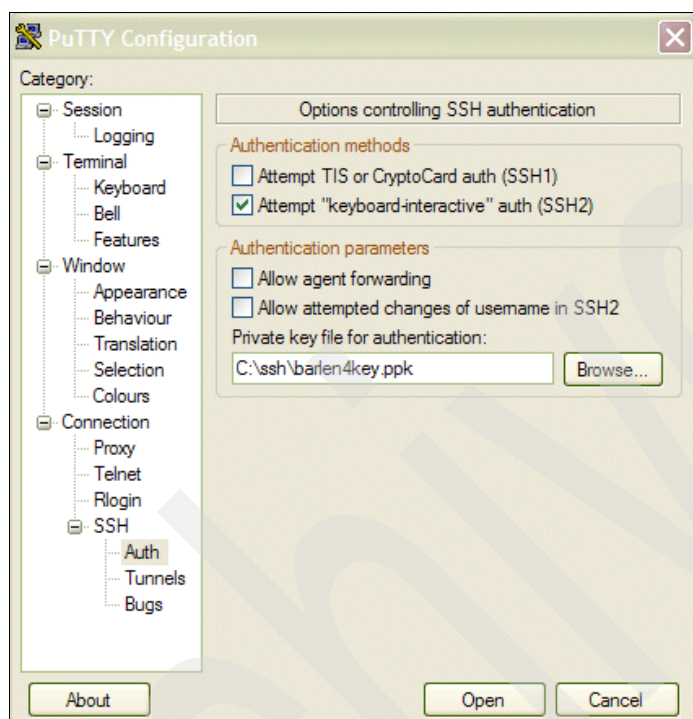 PuTTY Configuration
Category:
Session
Logging
Terminal
Keyboard
Bell
Features
Window
Appearance
Behaviour
Translation
Selection
Colours
Connection
Proxy
Telnet
Rlogin
SSH
Auth
Tunnels
Bugs
Options controlling SSH authentication
Authentication methods
Attempt TIS or CryptoCard auth (SSH1)
Attempt "keyboard-interactive" auth (SSH2)
Authentication parameters
Allow agent forwarding
Allow attempted changes of username in SSH2
Private key file for authentication:
C:\ssh\barlen4key.ppk
Browse...
About
Open
Cancel